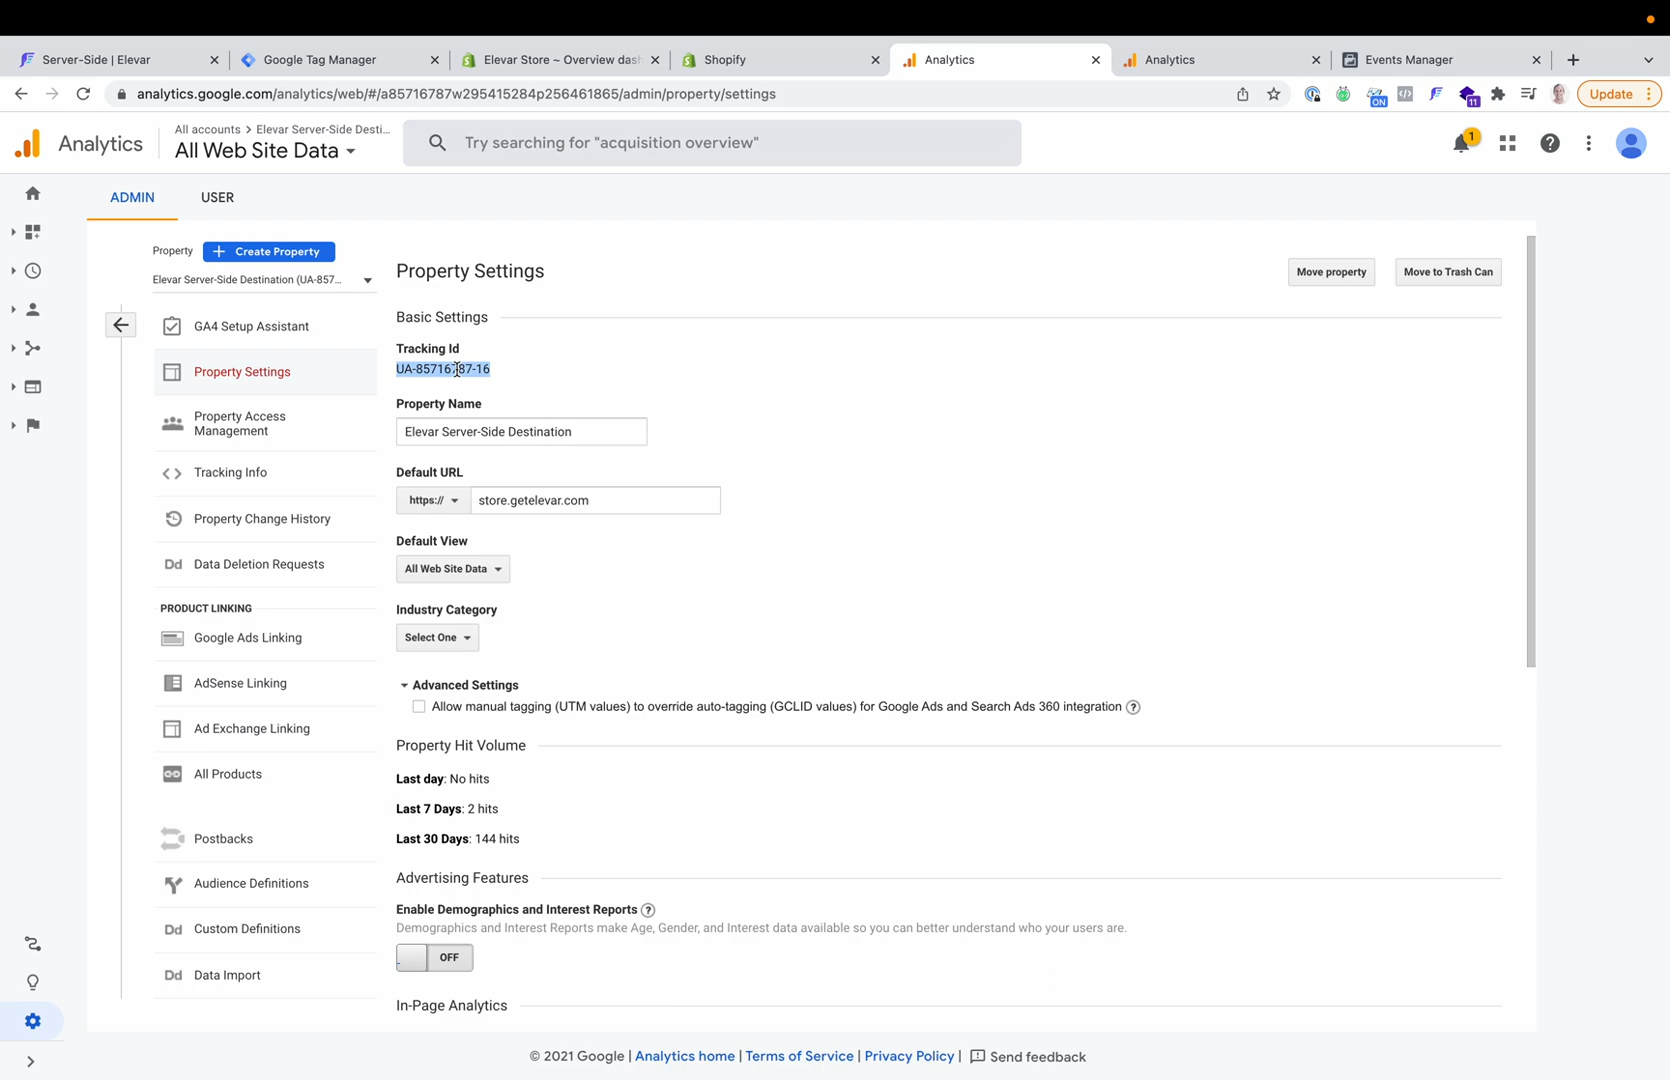 Server-Side | Elevar
Google Tag Manager
Elevar Store ~ Overview dash
Shopify
Analytics
Analytics
Events Manager
analytics.google.com/analytics/web/#/a85716787w295415284p256461865/admin/property/settings
ON
11
Update
Analytics
All accounts > Elevar Server-Side Desti...
All Web Site Data
Try searching for "acquisition overview"
1
ADMIN
USER
Property
+ Create Property
Elevar Server-Side Destination (UA-857...
GA4 Setup Assistant
Property Settings
Property Access
Management
Tracking Info
Property Change History
Dd Data Deletion Requests
PRODUCT LINKING
Google Ads Linking
AdSense Linking
Ad Exchange Linking
All Products
Postbacks
Audience Definitions
Dd Custom Definitions
Dd Data Import
Property Settings
Move property
Move to Trash Can
Basic Settings
Tracking Id
UA-85716787-16
Property Name
Elevar Server-Side Destination
Default URL
https://
store.getelevar.com
Default View
All Web Site Data
Industry Category
Select One
Advanced Settings
Allow manual tagging (UTM values) to override auto-tagging (GCLID values) for Google Ads and Search Ads 360 integration ?
Property Hit Volume
Last day: No hits
Last 7 Days: 2 hits
Last 30 Days: 144 hits
Advertising Features
Enable Demographics and Interest Reports ?
Demographics and Interest Reports make Age, Gender, and Interest data available so you can better understand who your users are.
OFF
In-Page Analytics
© 2021 Google | Analytics home | Terms of Service | Privacy Policy | Send feedback